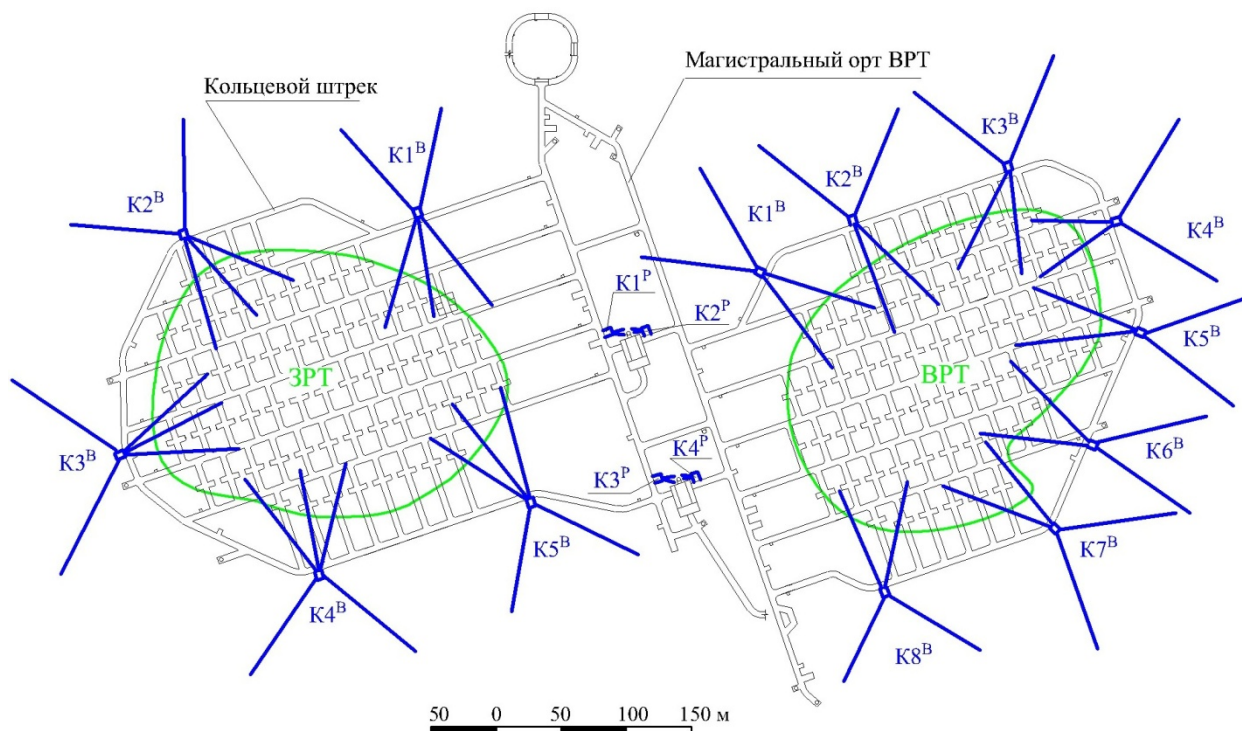 Магистральный орт ВРТ
Кольцевой штрек
К1В
К2В
К3В
К4В
К5В
К1В
К2В
К3В
К4В
К5В
К6В
К7В
К8В
К1Р
К2Р
К3Р
К4Р
ЗРТ
ВРТ
50 0 50 100 150 м